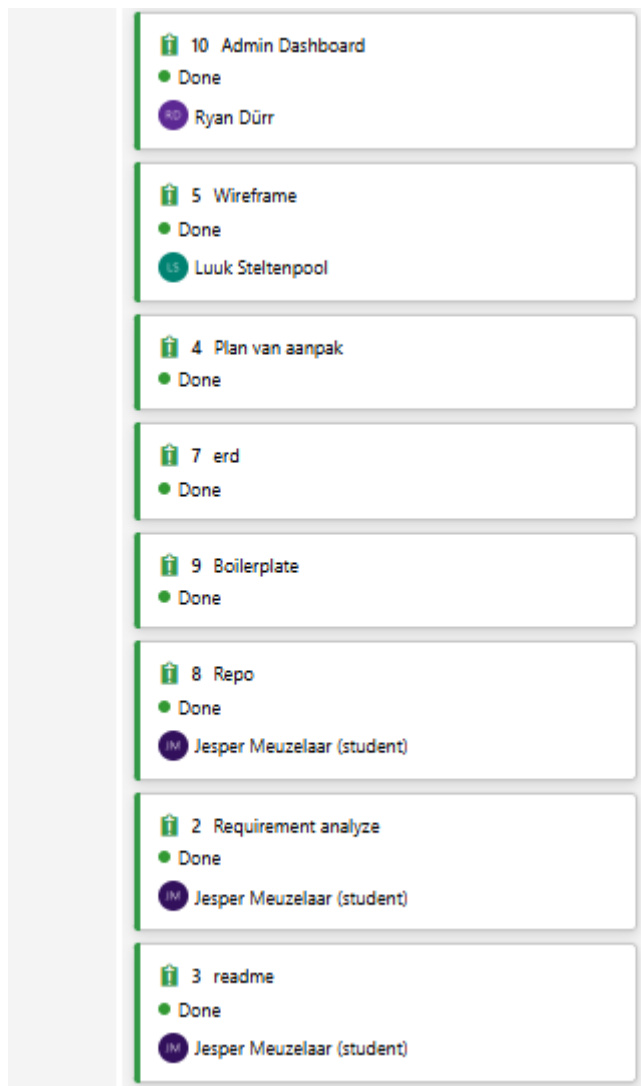 10 Admin Dashboard
Done
RD Ryan Dürr
5 Wireframe
Done
LS Luuk Steltenpool
4 Plan van aanpak
Done
7 erd
Done
9 Boilerplate
Done
8 Repo
Done
JM Jesper Meuzelaar (student)
2 Requirement analyze
Done
JM Jesper Meuzelaar (student)
3 readme
Done
JM Jesper Meuzelaar (student)